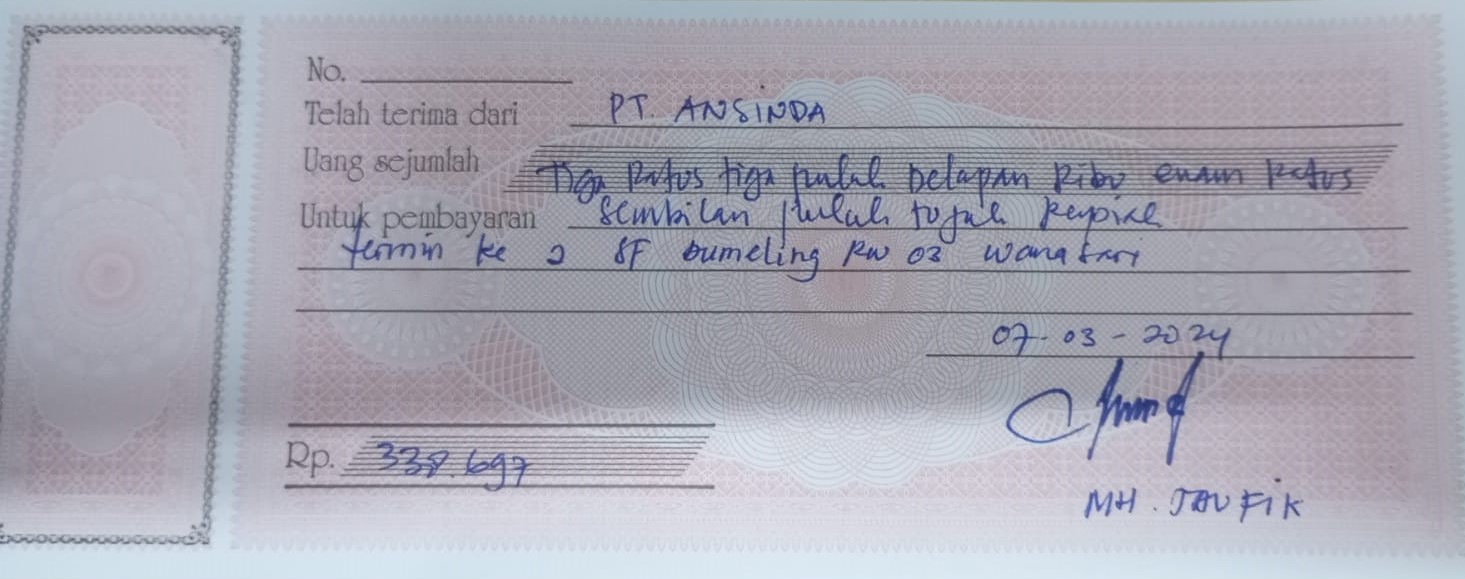 No.
Telah terima dari PT. ANSINDA
Uang sejumlah Tiga Ratus tiga puluh Delapan Ribu enam Ratus
Untuk pembayaran sembilan puluh tujuh Rupiah
termin ke 2 SF bumeling RW 03 wanasari
07-03-2024
Rp. 338.697
MH. TAUFIK